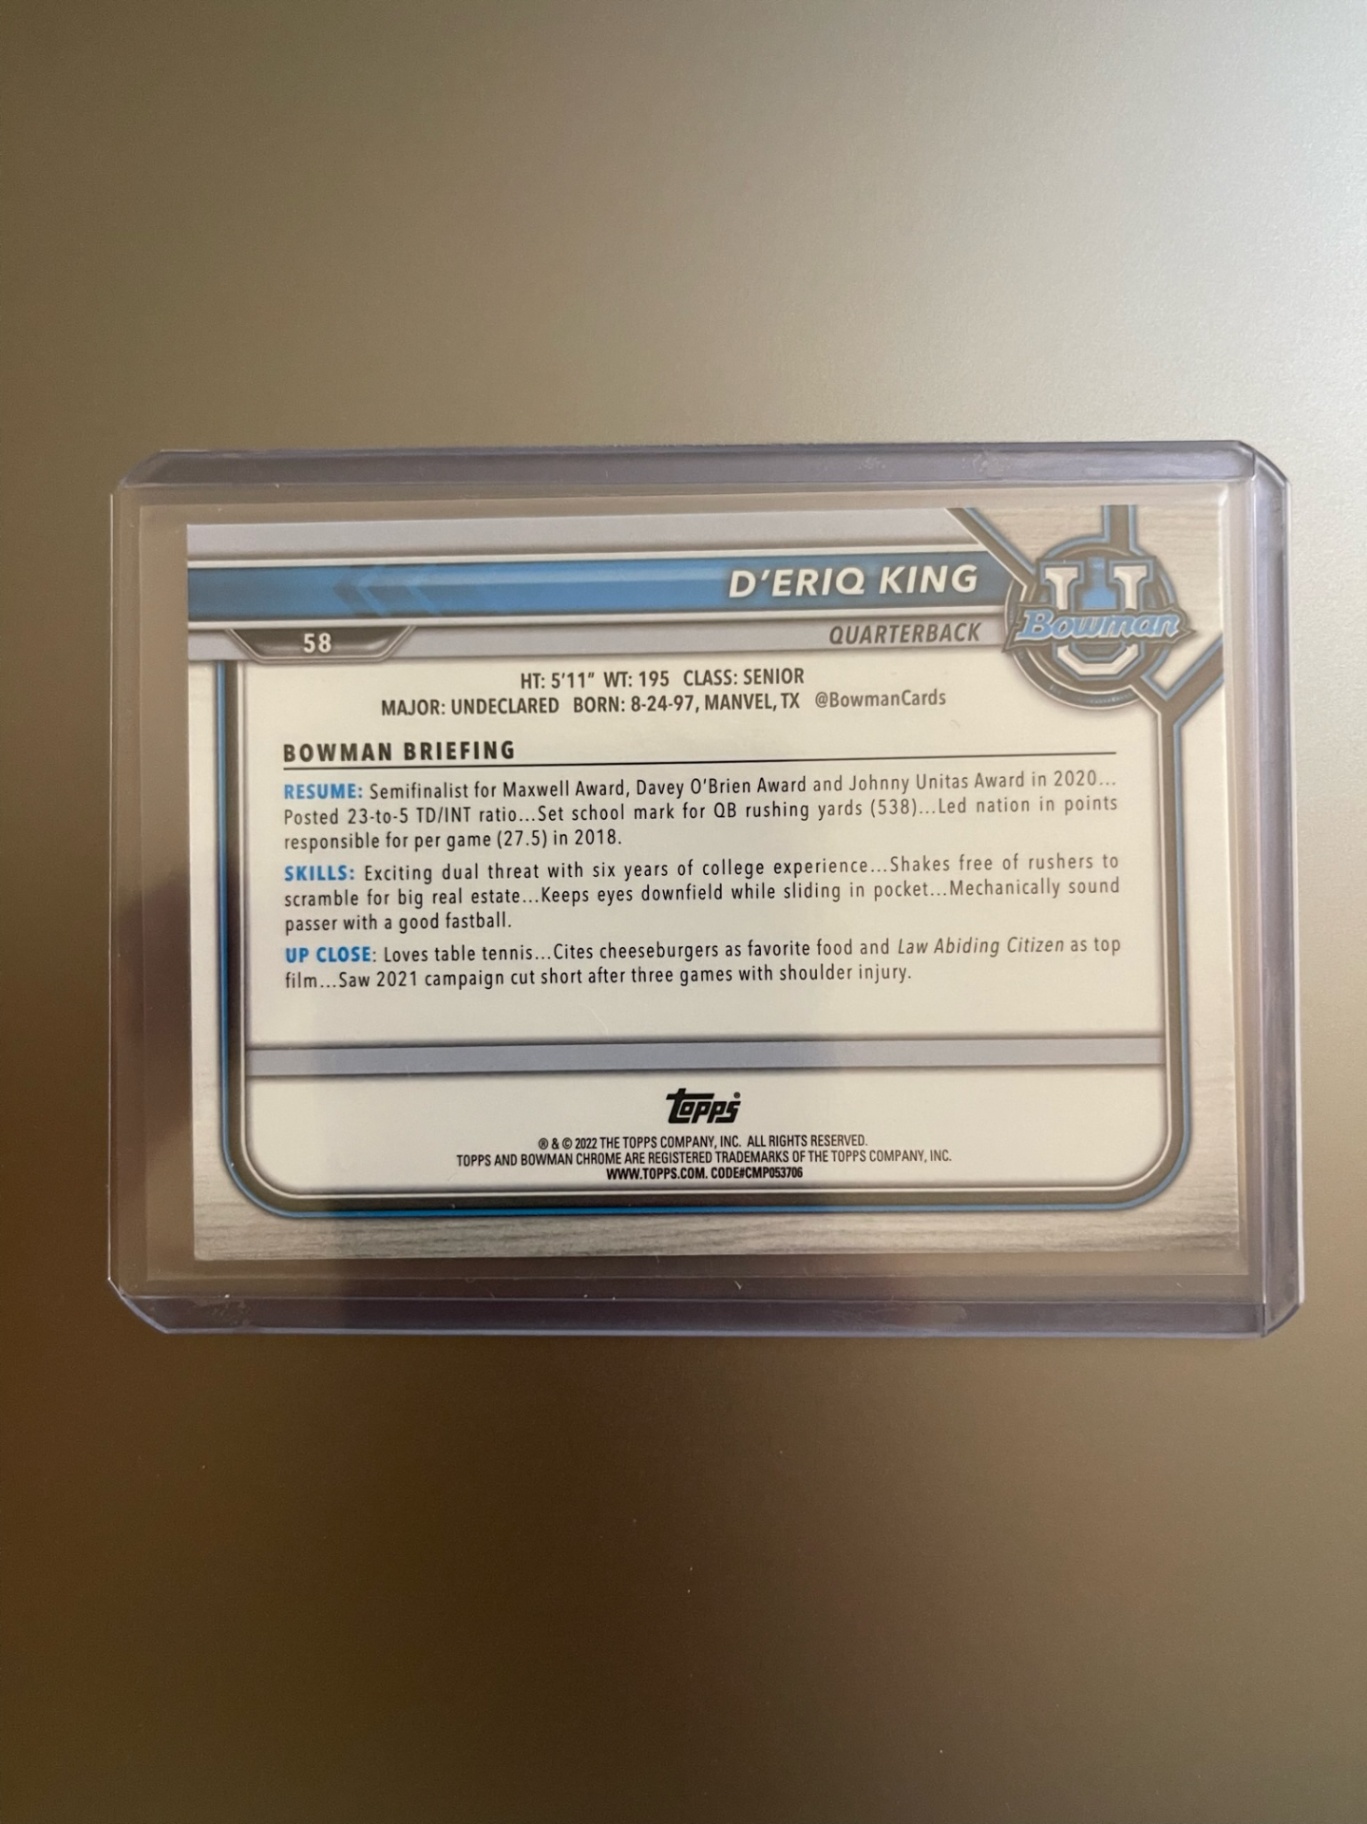 D'ERIQ KING
U
Bowman
58
QUARTERBACK
HT: 5'11" WT: 195 CLASS: SENIOR
MAJOR: UNDECLARED BORN: 8-24-97, MANVEL, TX @BowmanCards
BOWMAN BRIEFING
RESUME: Semifinalist for Maxwell Award, Davey O'Brien Award and Johnny Unitas Award in 2020...
Posted 23-to-5 TD/INT ratio...Set school mark for QB rushing yards (538)...Led nation in points
responsible for per game (27.5) in 2018.
SKILLS: Exciting dual threat with six years of college experience...Shakes free of rushers to
scramble for big real estate...Keeps eyes downfield while sliding in pocket...Mechanically sound
passer with a good fastball.
UP CLOSE: Loves table tennis...Cites cheeseburgers as favorite food and Law Abiding Citizen as top
film...Saw 2021 campaign cut short after three games with shoulder injury.
topps®
® & © 2022 THE TOPPS COMPANY, INC. ALL RIGHTS RESERVED.
TOPPS AND BOWMAN CHROME ARE REGISTERED TRADEMARKS OF THE TOPPS COMPANY, INC.
WWW.TOPPS.COM. CODE#CMP053706